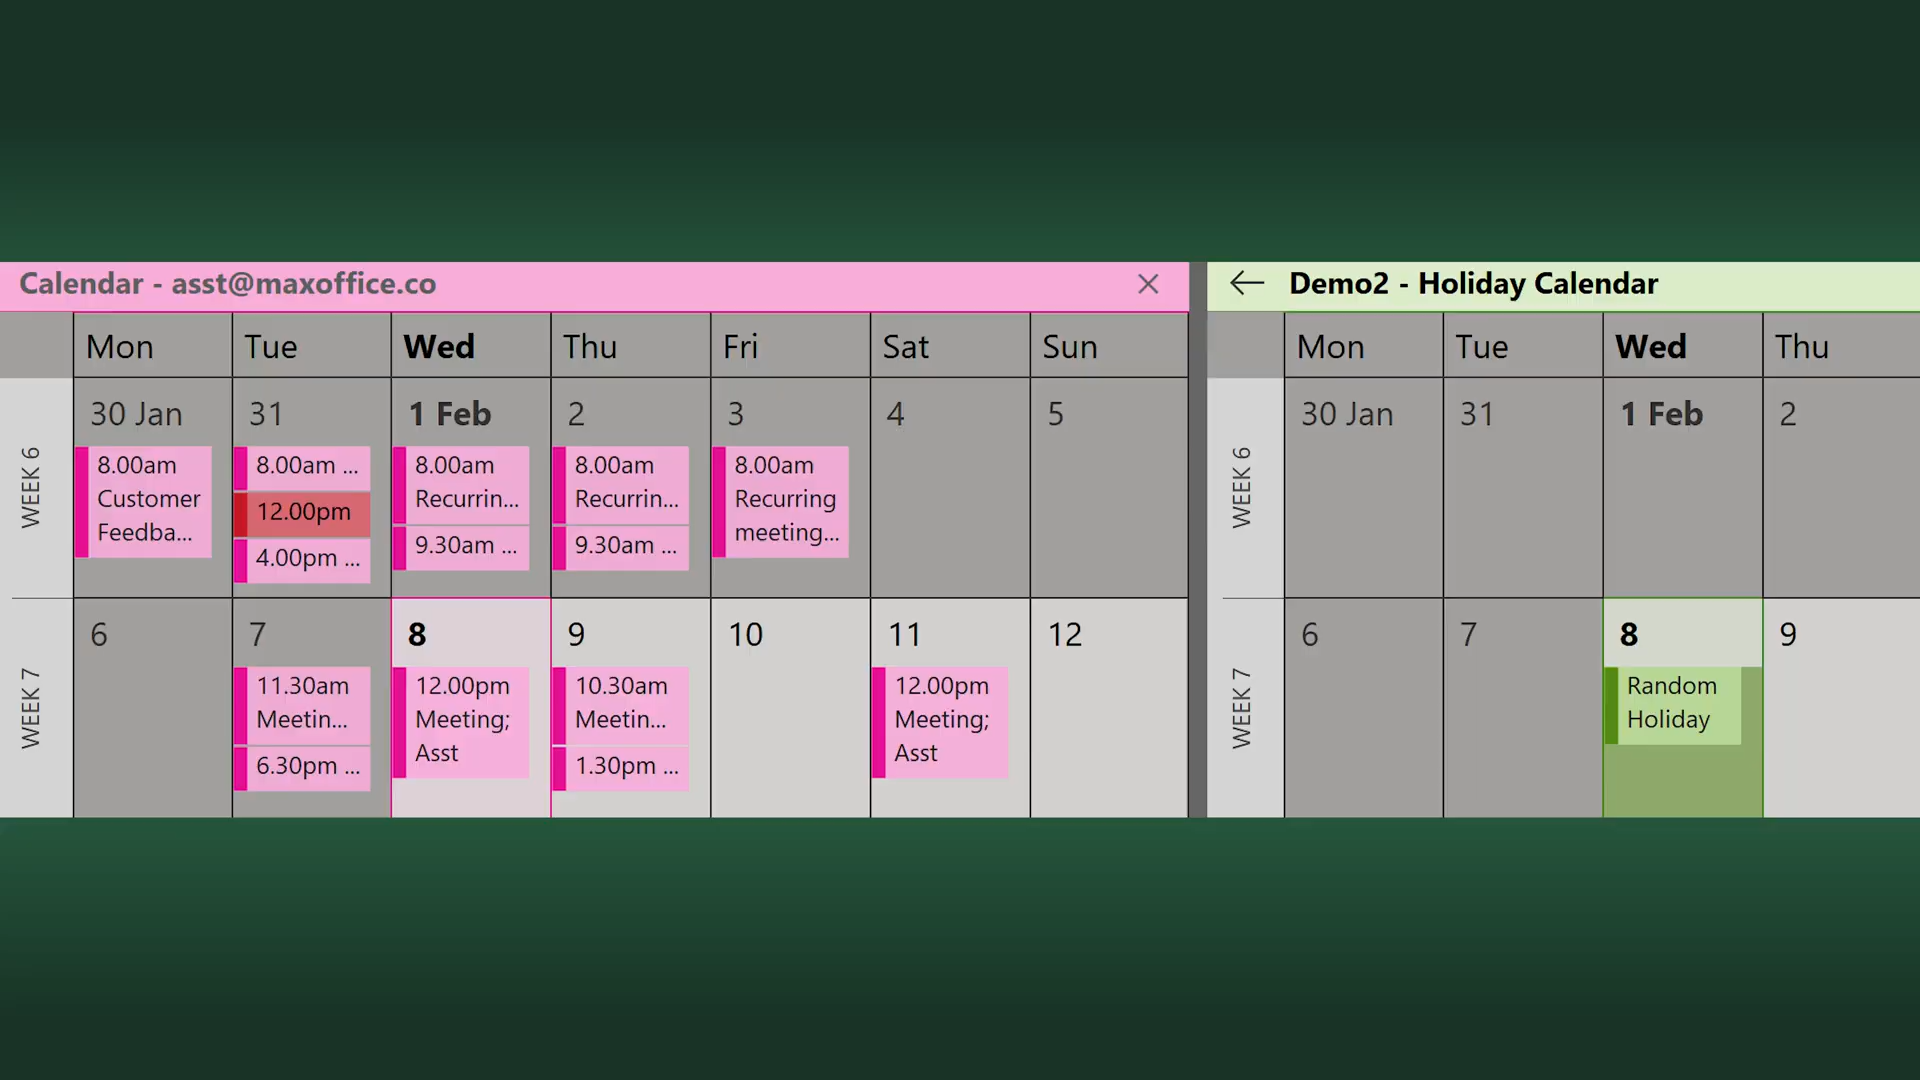 Calendar - asst@maxoffice.co
Mon Tue Wed Thu Fri Sat Sun
WEEK 6
30 Jan 31 1 Feb 2 3 4 5
8.00am
Customer
Feedba...
8.00am ...
12.00pm
4.00pm ...
8.00am
Recurrin...
9.30am ...
8.00am
Recurrin...
9.30am ...
8.00am
Recurring
meeting...
WEEK 7
6 7 8 9 10 11 12
11.30am
Meetin...
6.30pm ...
12.00pm
Meeting;
Asst
10.30am
Meetin...
1.30pm ...
12.00pm
Meeting;
Asst
Demo2 - Holiday Calendar
Mon Tue Wed Thu
WEEK 6
30 Jan 31 1 Feb 2
WEEK 7
6 7 8 9
Random
Holiday